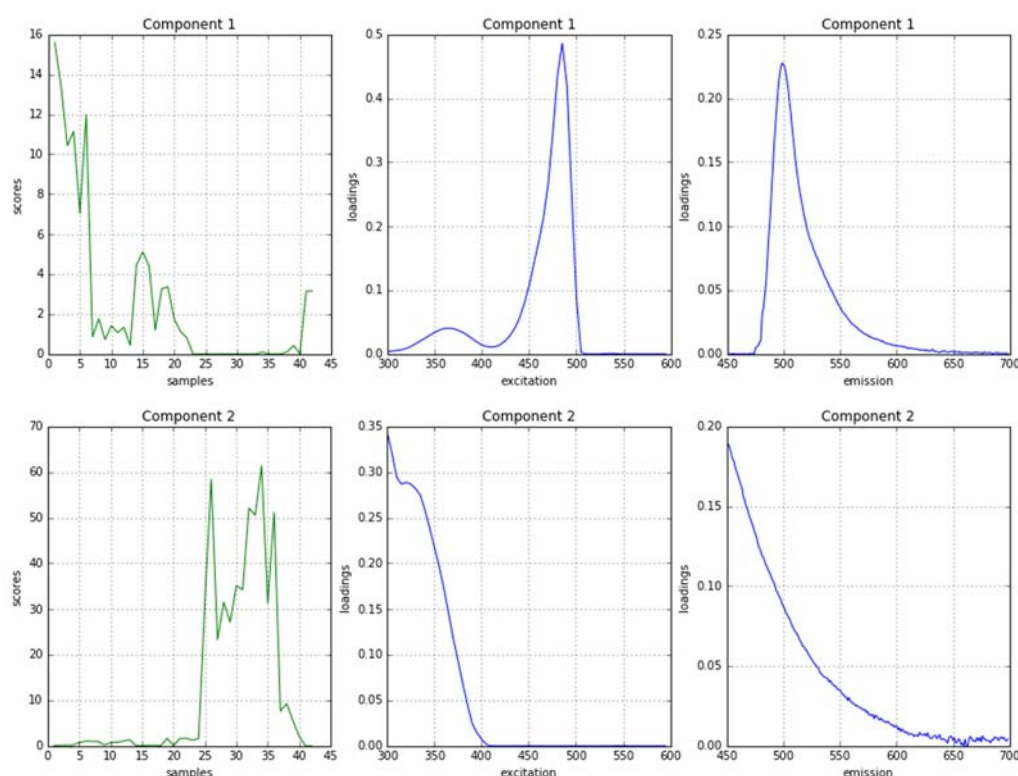 Component 1
16
14
12
10
8
6
4
2
0
scores
0 5 10 15 20 25 30 35 40 45
samples
Component 1
0.5
0.4
0.3
0.2
0.1
0.0
loadings
300 350 400 450 500 550 600
excitation
Component 1
0.25
0.20
0.15
0.10
0.05
0.00
loadings
450 500 550 600 650 700
emission
Component 2
70
60
50
40
30
20
10
0
scores
0 5 10 15 20 25 30 35 40 45
samples
Component 2
0.35
0.30
0.25
0.20
0.15
0.10
0.05
0.00
loadings
300 350 400 450 500 550 600
excitation
Component 2
0.20
0.15
0.10
0.05
0.00
loadings
450 500 550 600 650 700
emission